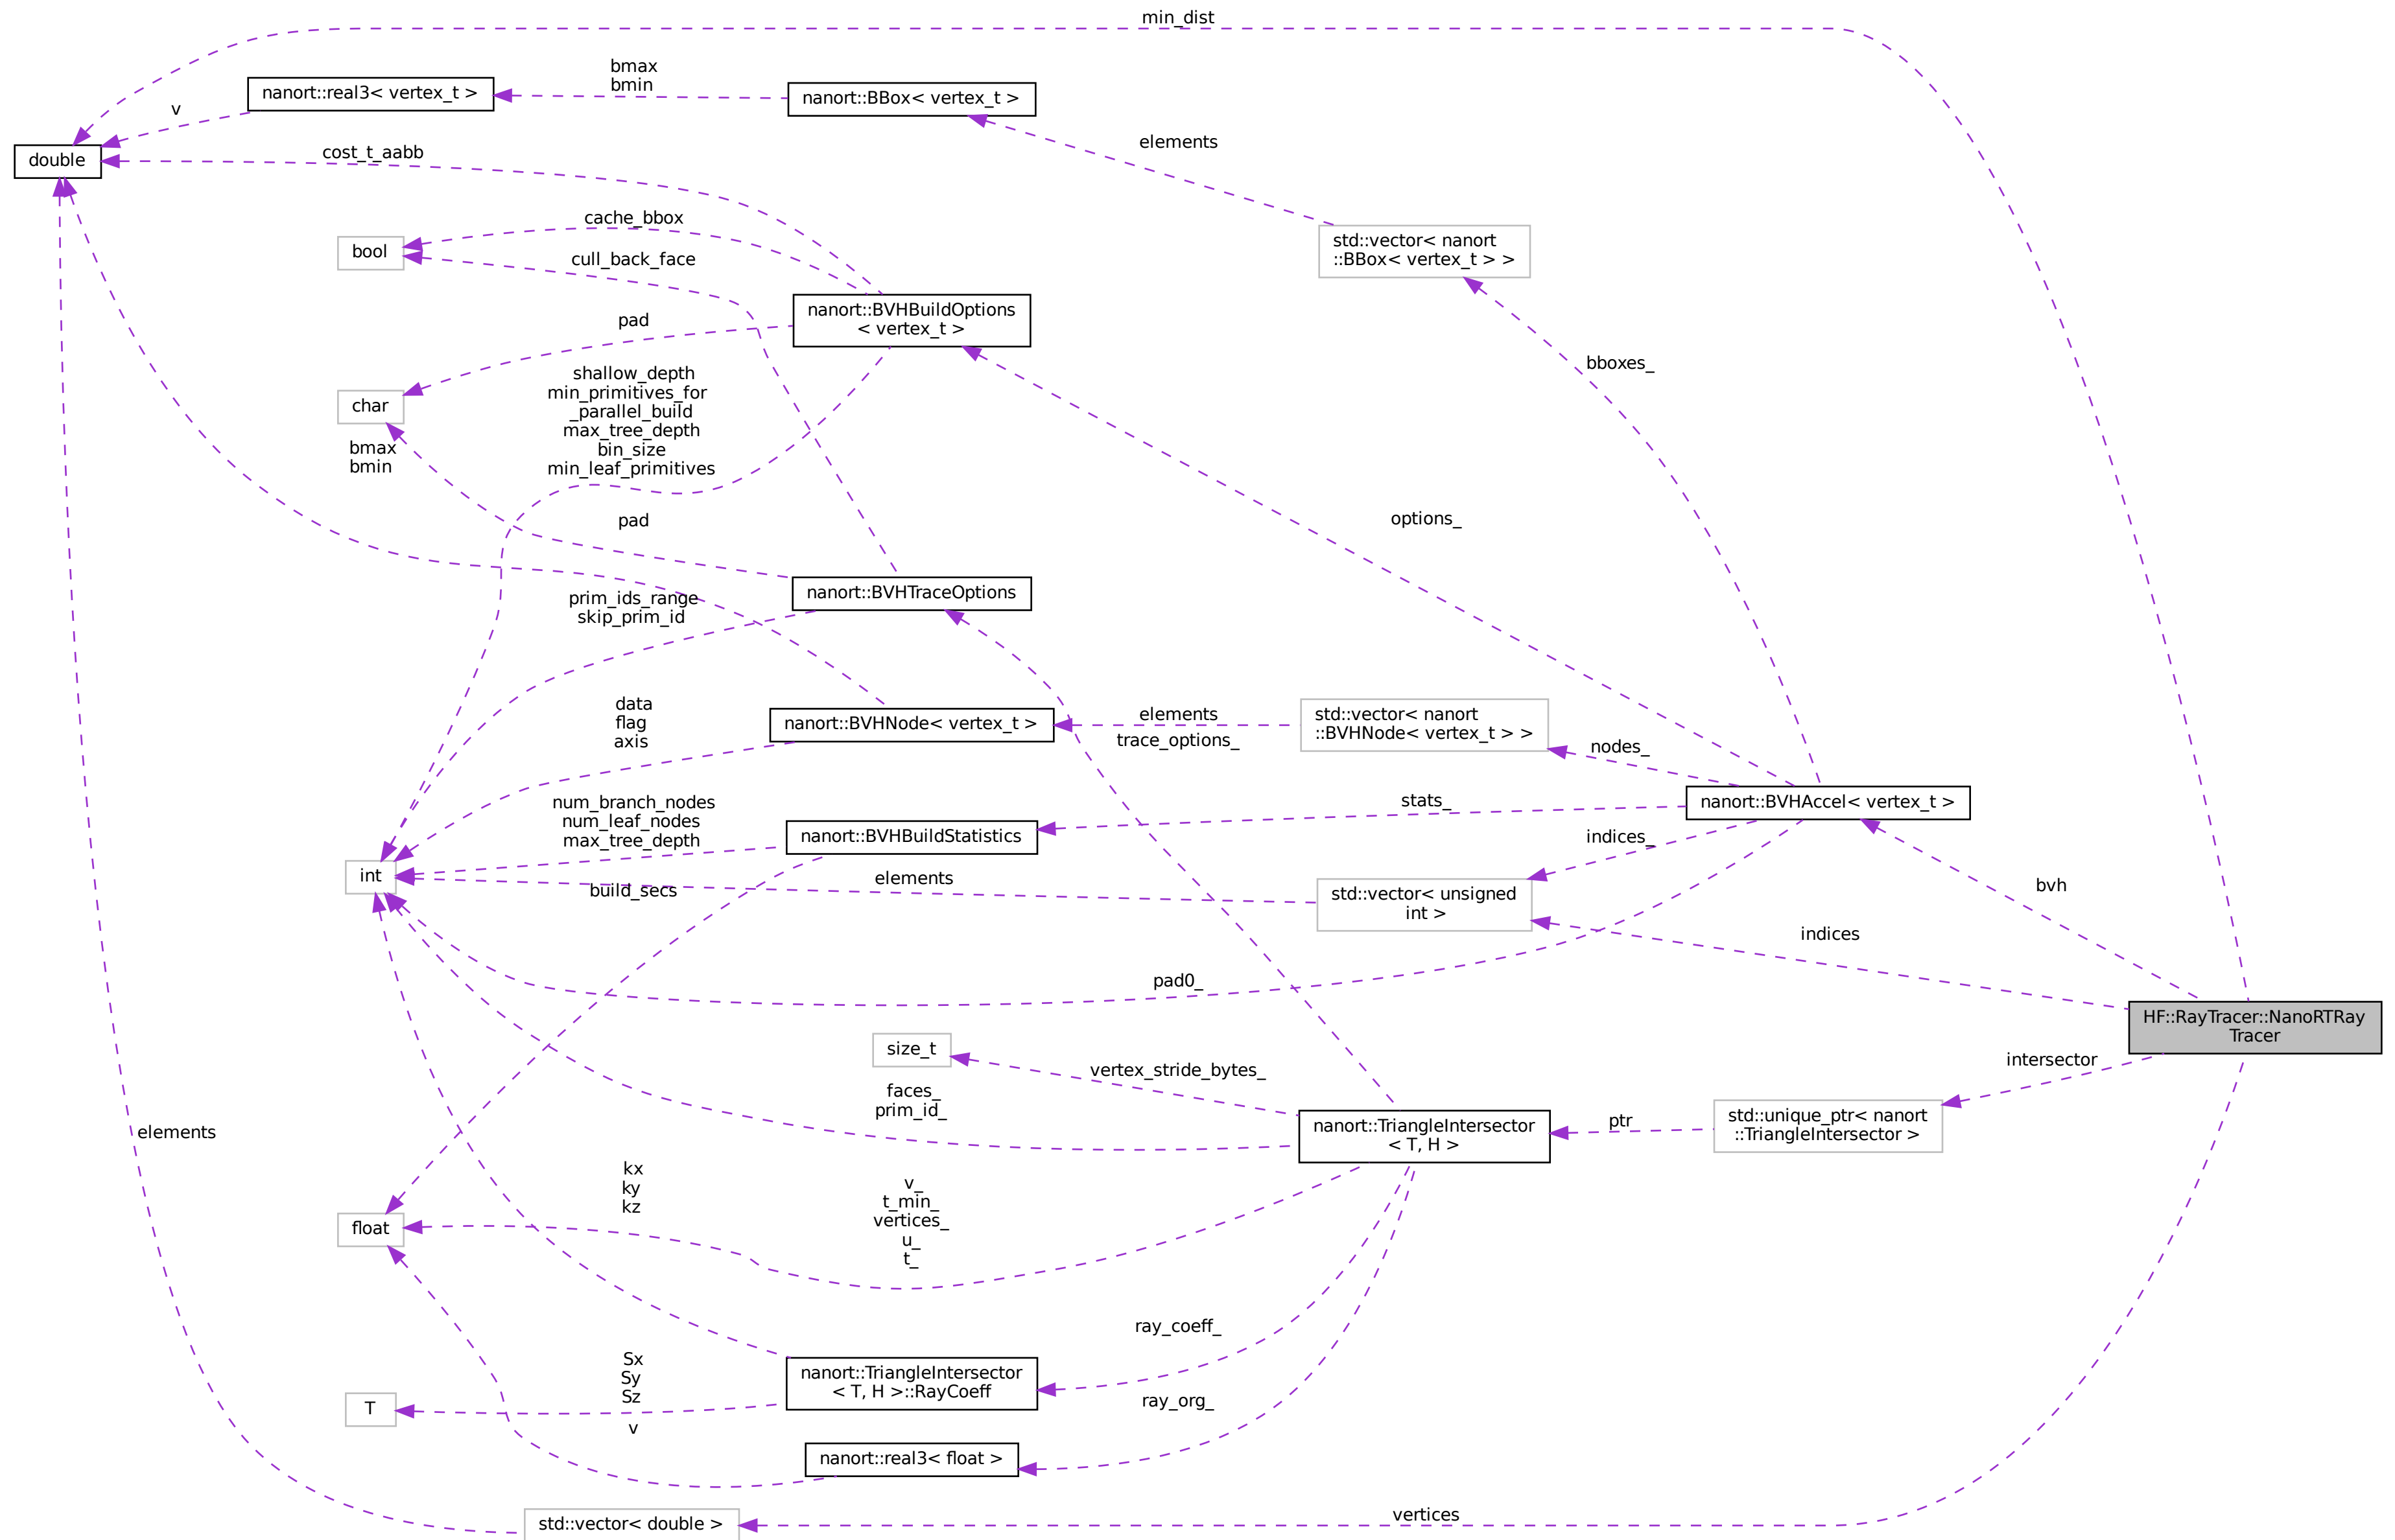 min_dist
bmax
bmin
nanort::real3< vertex_t >
nanort::BBox< vertex_t >
v
elements
double
cost_t_aabb
cache_bbox
bool
cull_back_face
std::vector< nanort
::BBox< vertex_t > >
nanort::BVHBuildOptions
< vertex_t >
pad
bboxes_
shallow_depth
min_primitives_for
_parallel_build
max_tree_depth
bin_size
min_leaf_primitives
char
bmax
bmin
pad
options_
nanort::BVHTraceOptions
prim_ids_range
skip_prim_id
data
flag
axis
nanort::BVHNode< vertex_t >
elements
trace_options_
std::vector< nanort
::BVHNode< vertex_t > >
nodes_
num_branch_nodes
num_leaf_nodes
max_tree_depth
nanort::BVHBuildStatistics
stats_
nanort::BVHAccel< vertex_t >
indices_
int
build_secs
elements
std::vector< unsigned
int >
bvh
indices
pad0_
HF::RayTracer::NanoRTRay
Tracer
size_t
vertex_stride_bytes_
intersector
faces_
prim_id_
nanort::TriangleIntersector
< T, H >
ptr
std::unique_ptr< nanort
::TriangleIntersector >
elements
kx
ky
kz
v_
t_min_
vertices_
u_
t_
float
ray_coeff_
Sx
Sy
Sz
nanort::TriangleIntersector
< T, H >::RayCoeff
T
v
ray_org_
nanort::real3< float >
std::vector< double >
vertices